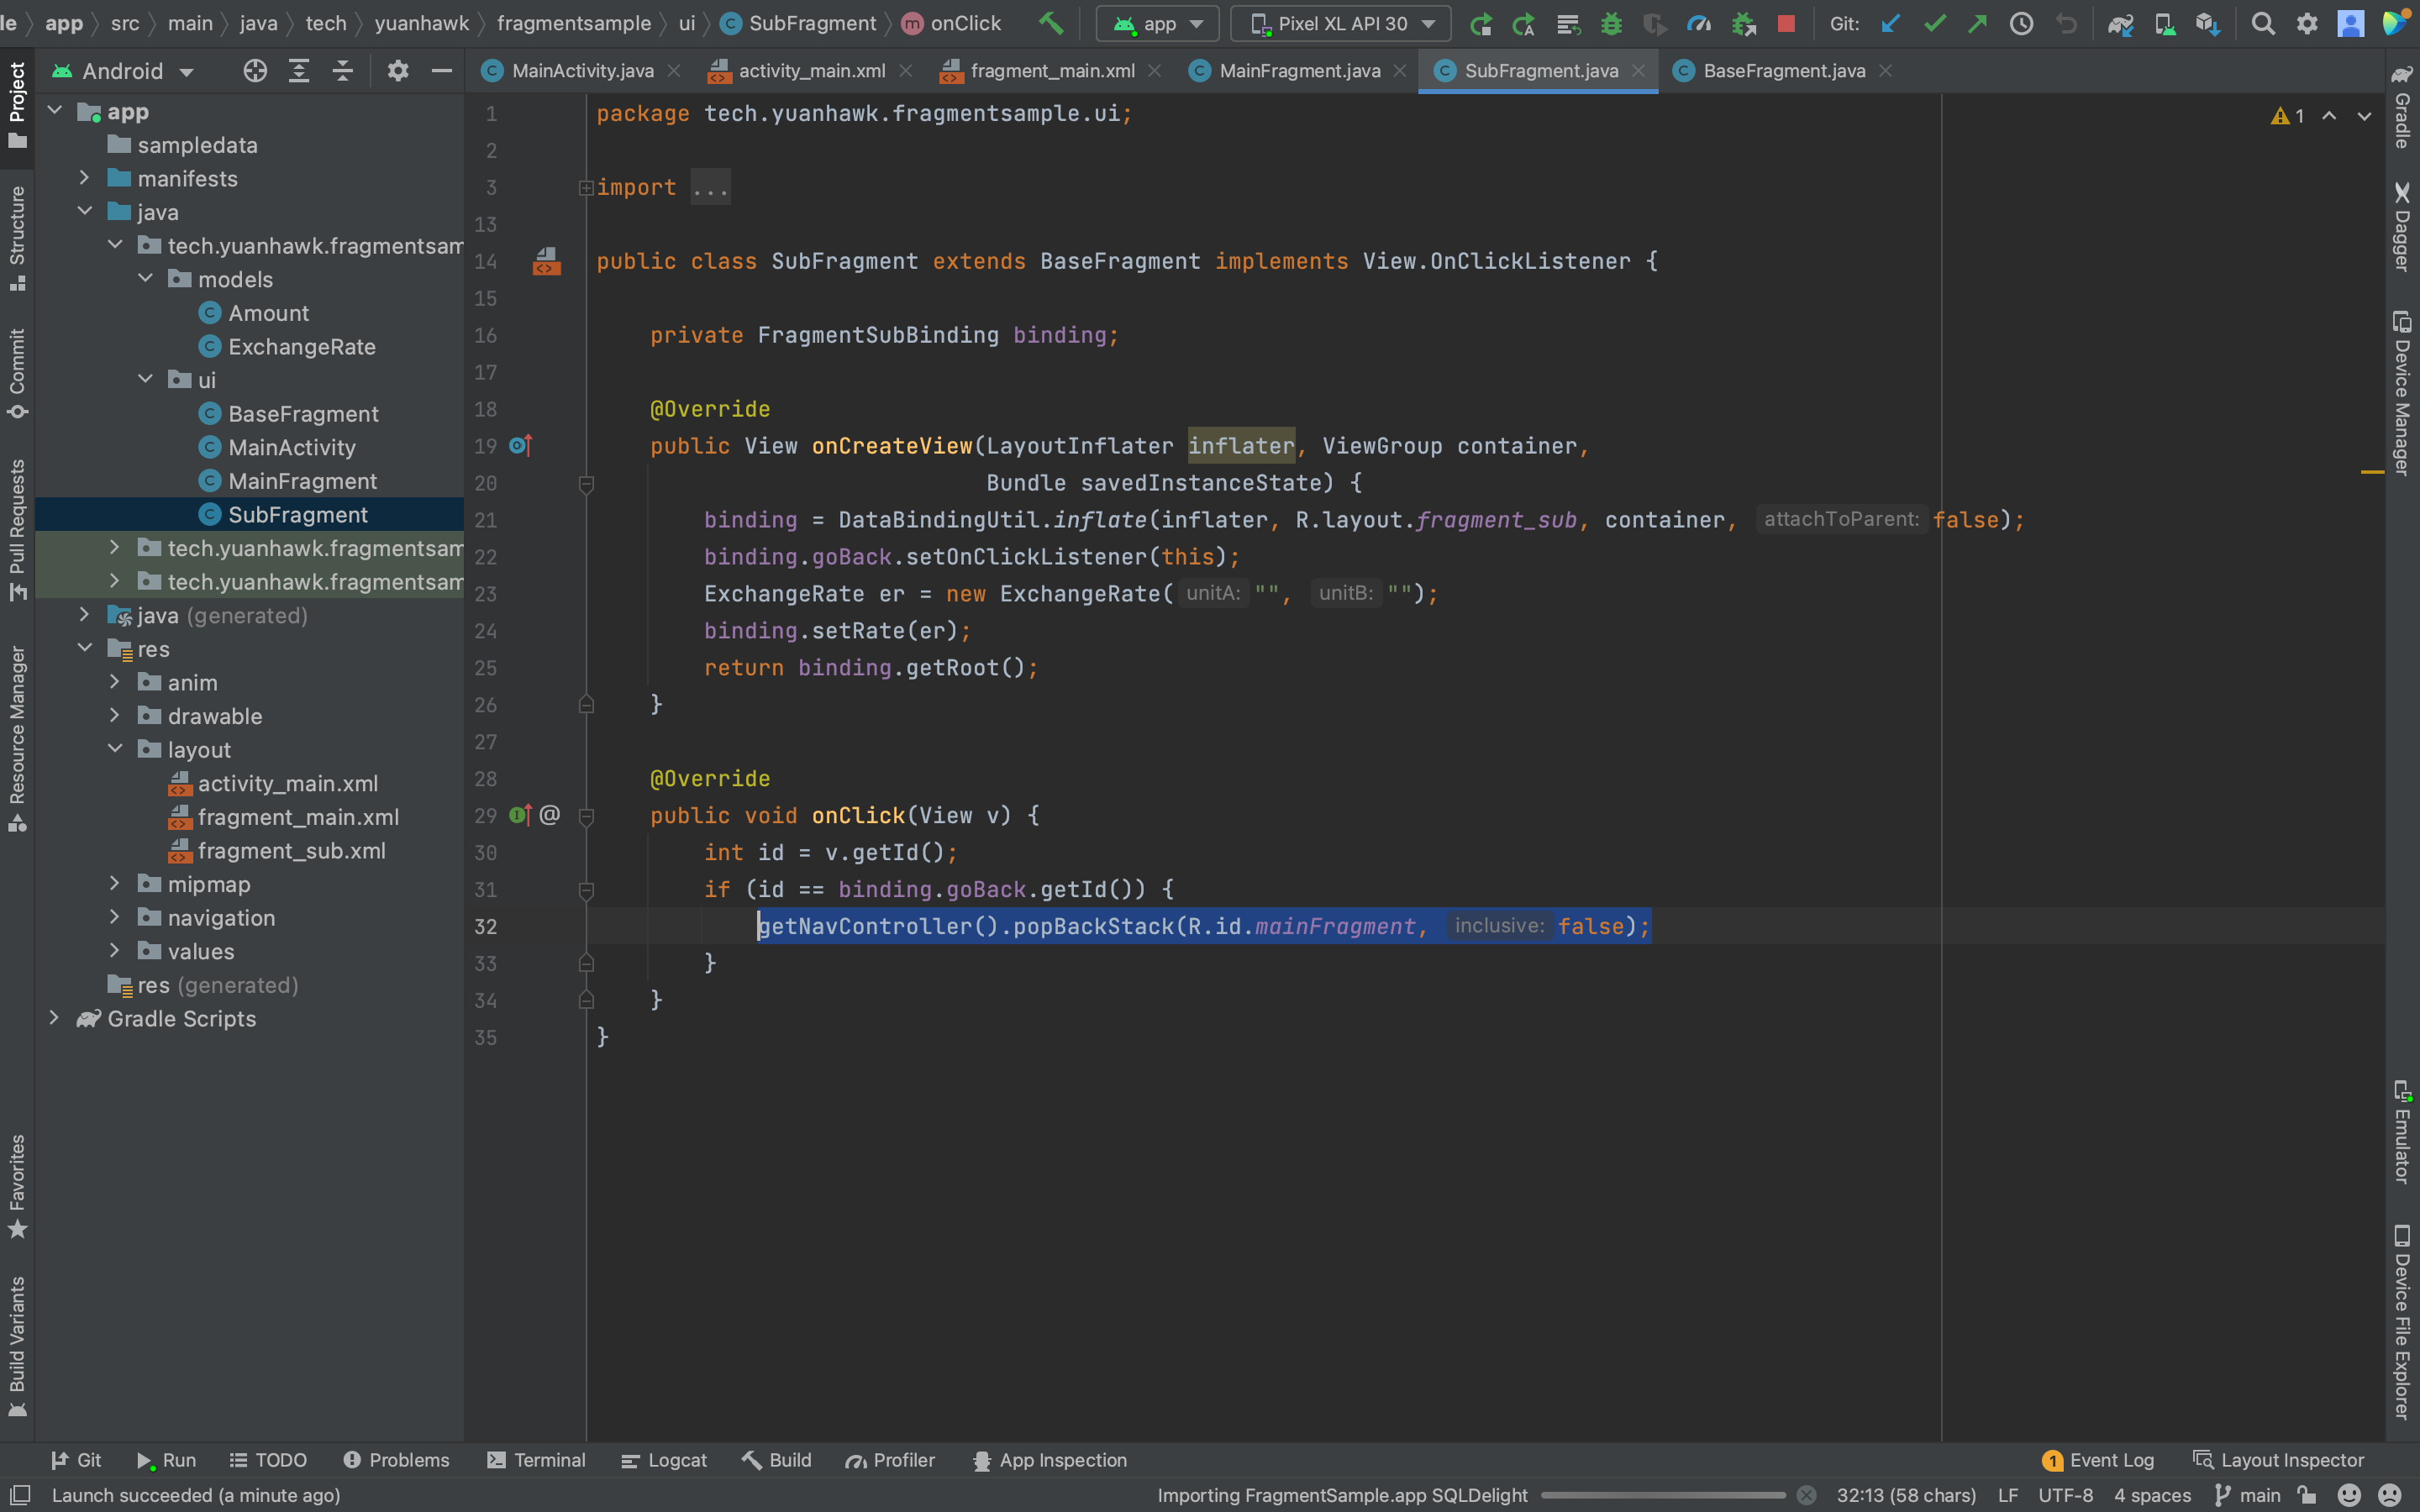 le app src main java tech yuanhawk fragmentsample ui SubFragment onClick app Pixel XL API 30 Git:
Project Android MainActivity.java activity_main.xml fragment_main.xml MainFragment.java SubFragment.java BaseFragment.java
app
sampledata
manifests
java
tech.yuanhawk.fragmentsam
models
Amount
ExchangeRate
ui
BaseFragment
MainActivity
MainFragment
SubFragment
tech.yuanhawk.fragmentsam
tech.yuanhawk.fragmentsam
java (generated)
res
anim
drawable
layout
activity_main.xml
fragment_main.xml
fragment_sub.xml
mipmap
navigation
values
res (generated)
Gradle Scripts
Structure
Commit
Pull Requests
Resource Manager
Favorites
Build Variants
1 package tech.yuanhawk.fragmentsample.ui;
2
3 import ...
13
14 public class SubFragment extends BaseFragment implements View.OnClickListener {
15
16 private FragmentSubBinding binding;
17
18 @Override
19 public View onCreateView(LayoutInflater inflater, ViewGroup container,
20 Bundle savedInstanceState) {
21 binding = DataBindingUtil.inflate(inflater, R.layout.fragment_sub, container, attachToParent: false);
22 binding.goBack.setOnClickListener(this);
23 ExchangeRate er = new ExchangeRate( unitA: "", unitB: "");
24 binding.setRate(er);
25 return binding.getRoot();
26 }
27
28 @Override
29 @ public void onClick(View v) {
30 int id = v.getId();
31 if (id == binding.goBack.getId()) {
32 getNavController().popBackStack(R.id.mainFragment, inclusive: false);
33 }
34 }
35 }
1
Gradle
Dagger
Device Manager
Emulator
Device File Explorer
Git Run TODO Problems Terminal Logcat Build Profiler App Inspection 1 Event Log Layout Inspector
Launch succeeded (a minute ago) Importing FragmentSample.app SQLDelight 32:13 (58 chars) LF UTF-8 4 spaces main